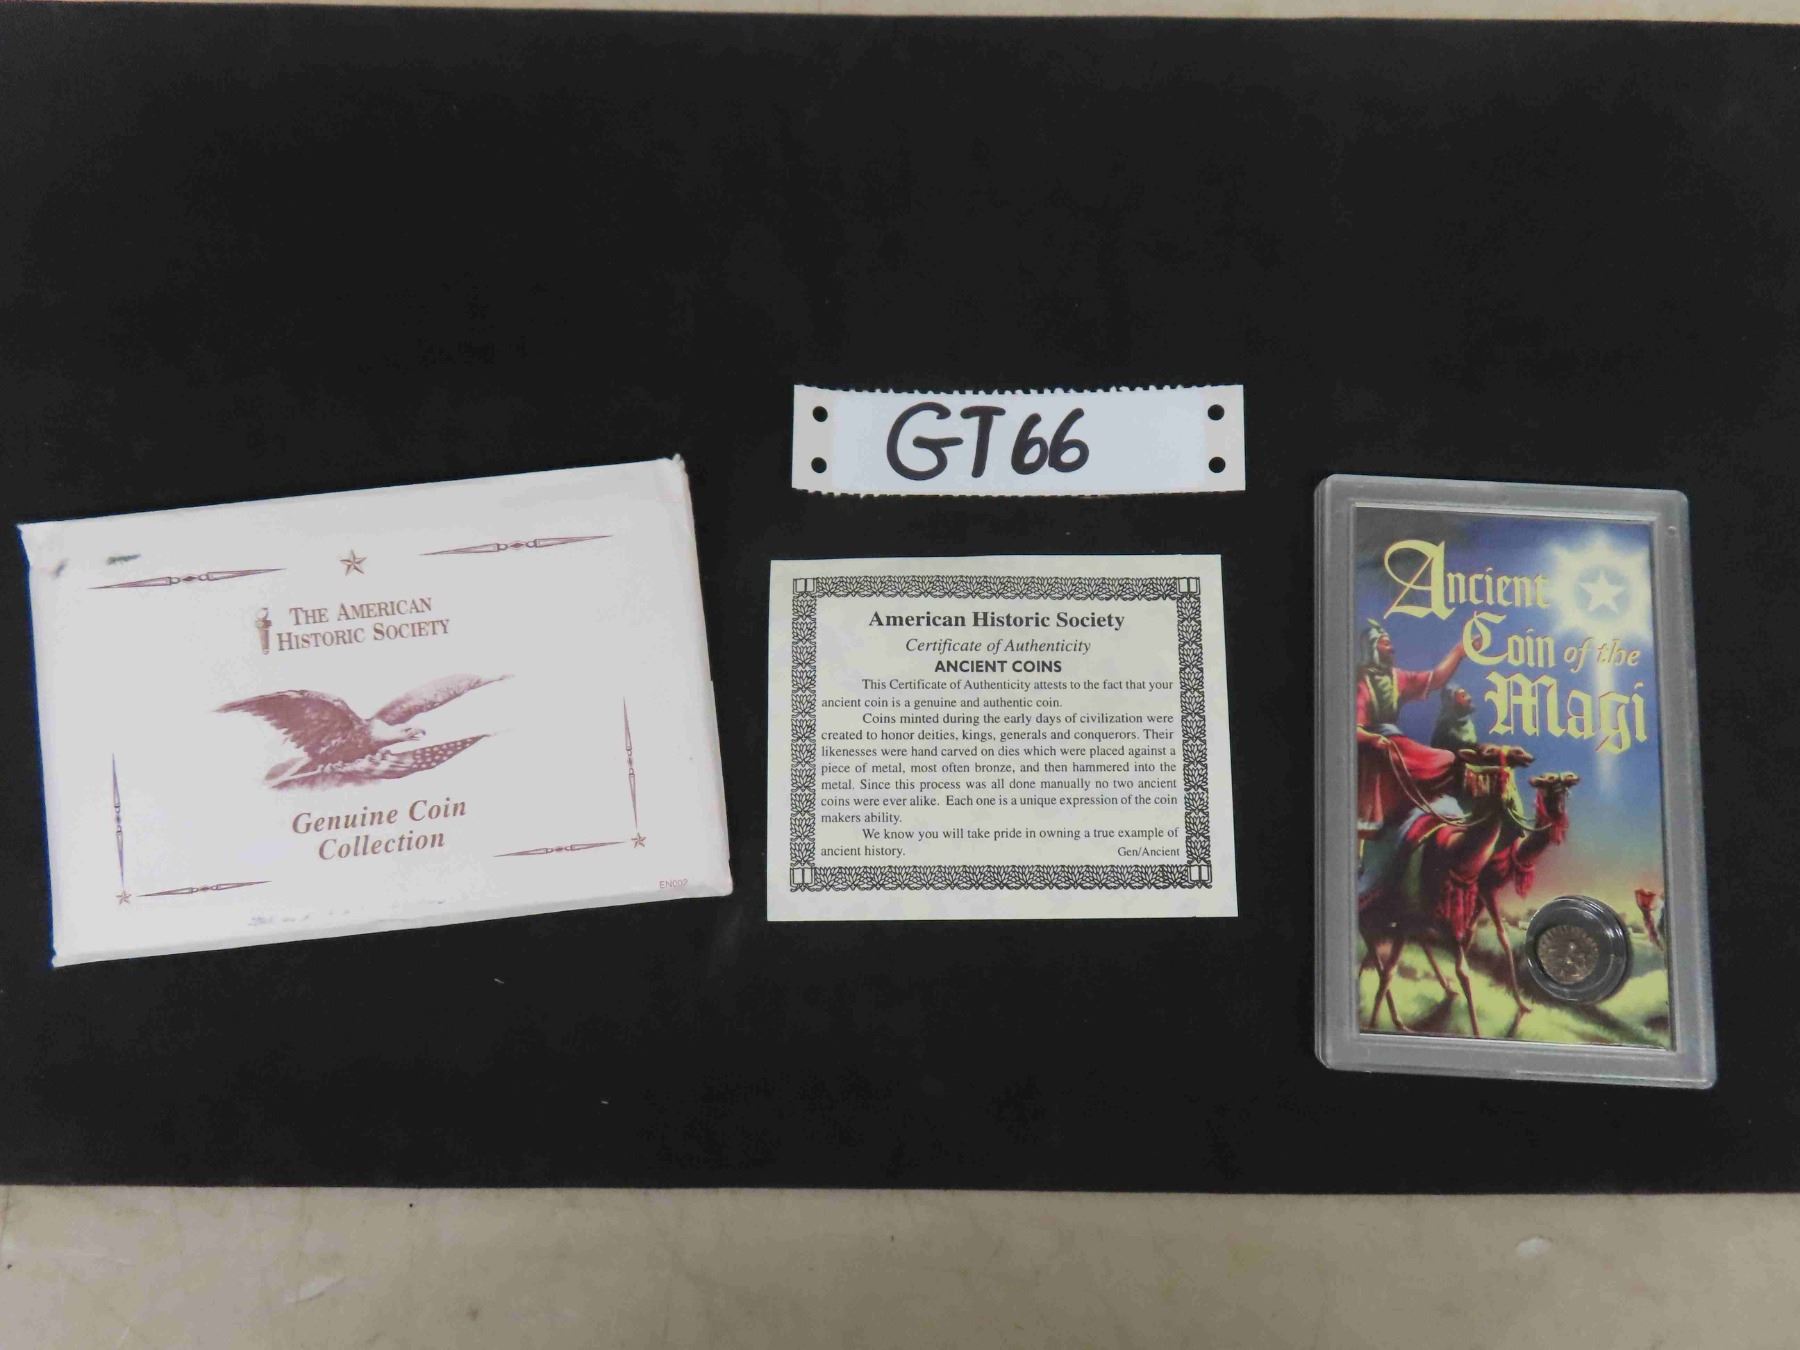 GT66
THE AMERICAN
HISTORIC SOCIETY
Genuine Coin
Collection
EN002
American Historic Society
Certificate of Authenticity
ANCIENT COINS
This Certificate of Authenticity attests to the fact that your
ancient coin is a genuine and authentic coin.
Coins minted during the early days of civilization were
created to honor deities, kings, generals and conquerors. Their
likenesses were hand carved on dies which were placed against a
piece of metal, most often bronze, and then hammered into the
metal. Since this process was all done manually no two ancient
coins were ever alike. Each one is a unique expression of the coin
makers ability.
We know you will take pride in owning a true example of
ancient history. Gen/Ancient
Ancient
Coin of the
Magi